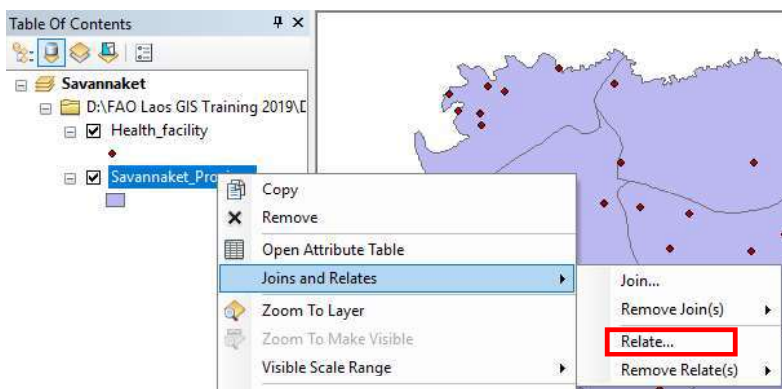 Table Of Contents
Savannaket
D:\FAO Laos GIS Training 2019\
Health_facility
Savannaket_Pro
Copy
Remove
Open Attribute Table
Joins and Relates
Zoom To Layer
Zoom To Make Visible
Visible Scale Range
Join...
Remove Join(s)
Relate...
Remove Relate(s)